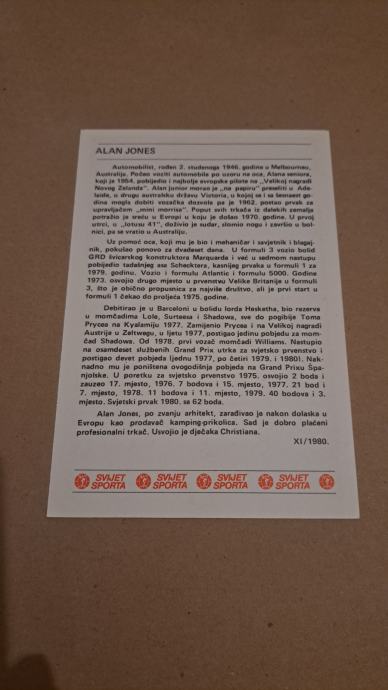 ALAN JONES
Automobilist, rođen 2. studenoga 1946. godine u Melbourneu,
Australija. Počeo voziti automobile po uzoru na oca, Alana seniora,
koji je 1954. pobijedio i najbolje evropske pilote na „Velikoj nagradi
Novog Zelanda". Alan junior morao je „na papiru" preseliti u Ade-
laide, u drugu australsku državu Victoria, u kojoj se i sa šesnaest go-
dina mogla dobiti vozačka dozvola pa je 1962. postao prvak sa
upravljačem „mini morrisa". Poput svih trkača iz dalekih zemalja
potražio je sreću u Evropi u koju je došao 1970. godine. U prvoj
utrci, o „lotusu 41", doživio je sudar, slomio nogu i završio u bol-
nici, pa se vratio u Australiju.
Uz pomoć oca, koji mu je bio i mehaničar i savjetnik i blagaj-
nik, pokušao ponovo za dvadeset dana. U formuli 3 vozio bolid
GRD švicarskog konstruktora Marquarda i već u sedmom nastupu
pobijedio tadašnjeg asa Schecktera, kasnijeg prvaka u formuli 1 za
1979. godinu. Vozio i formulu Atlantic i formulu 5000. Godine
1973. osvojio drugo mjesto u prvenstvu Velike Britanije u formuli
3, što je obično propusnica za najviše društvo, ali je prvi start u
formuli 1 čekao do proljeća 1975. godine.
Debitirao je u Barceloni u bolidu lorda Hesketha, bio rezerva
u momčadima Lole, Surteesa i Shadowa, sve do pogibije Toma
Prycea na Kyalamiju 1977. Zamijenio Prycea i na Velikoj nagradi
Austrije u Zeltwegu, u ljetu 1977, postigao jedinu pobjedu za mom-
čad Shadowa. Od 1978. prvi vozač momčadi Williams. Nastupio
na osamdeset službenih Grand Prix utrka za svjetsko prvenstvo i
postigao devet pobjeda (jednu 1977, po četiri 1979. i 1980). Nak-
nadno mu je poništena ovogodišnja pobjeda na Grand Prixu Špa-
njolske. U poretku za svjetsko prvenstvo 1975. osvojio 2 boda i
zauzeo 17. mjesto, 1976. 7 bodova i 15. mjesto, 1977. 21 bod i
7. mjesto, 1978. 11 bodova i 11. mjesto, 1979. 40 bodova i 3.
mjesto. Svjetski prvak 1980. sa 62 boda.
Alan Jones, po zvanju arhitekt, zarađivao je nakon dolaska u
Evropu kao prodavač kamping-prikolica. Sad je dobro plaćeni
profesionalni trkač. Usvojio je dječaka Christiana.
XI/1980.
SVIJET SPORTA SVIJET SPORTA SVIJET SPORTA SVIJET SPORTA